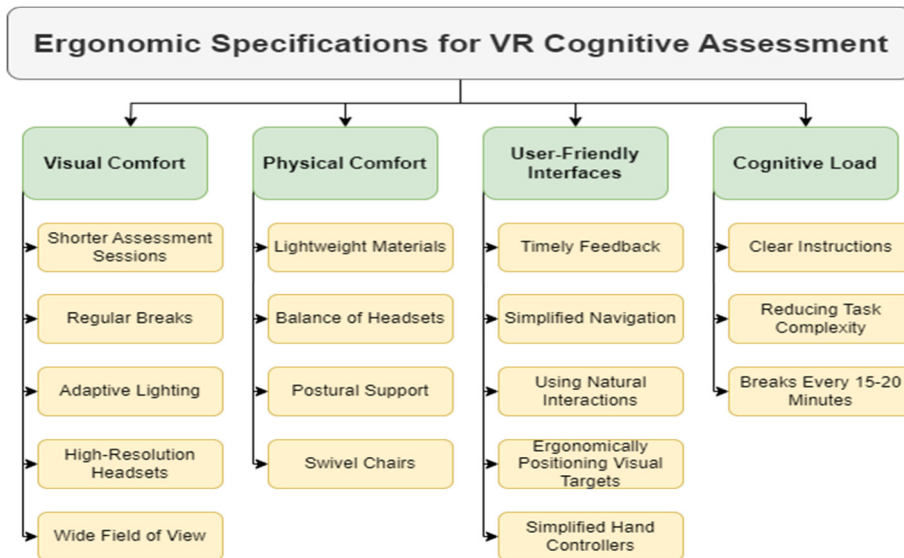 Ergonomic Specifications for VR Cognitive Assessment
Visual Comfort
Shorter Assessment
Sessions
Regular Breaks
Adaptive Lighting
High-Resolution
Headsets
Wide Field of View
Physical Comfort
Lightweight Materials
Balance of Headsets
Postural Support
Swivel Chairs
User-Friendly
Interfaces
Timely Feedback
Simplified Navigation
Using Natural
Interactions
Ergonomically
Positioning Visual
Targets
Simplified Hand
Controllers
Cognitive Load
Clear Instructions
Reducing Task
Complexity
Breaks Every 15-20
Minutes